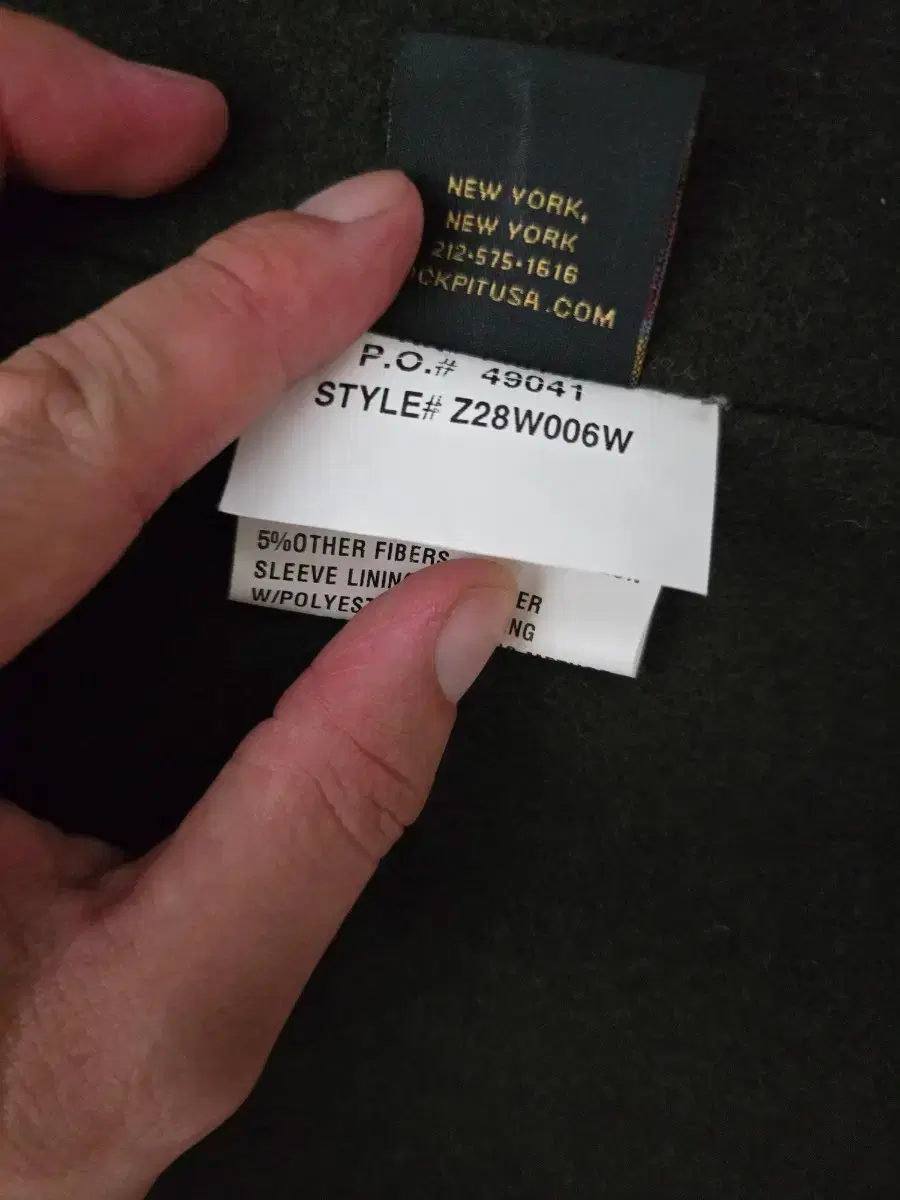 NEW YORK,
NEW YORK
212-575-1616
OCKPITUSA.COM
P.O.# 49041
STYLE# Z28W006W
5%OTHER FIBERS
SLEEVE LINING
ER
W/POLYEST
NG